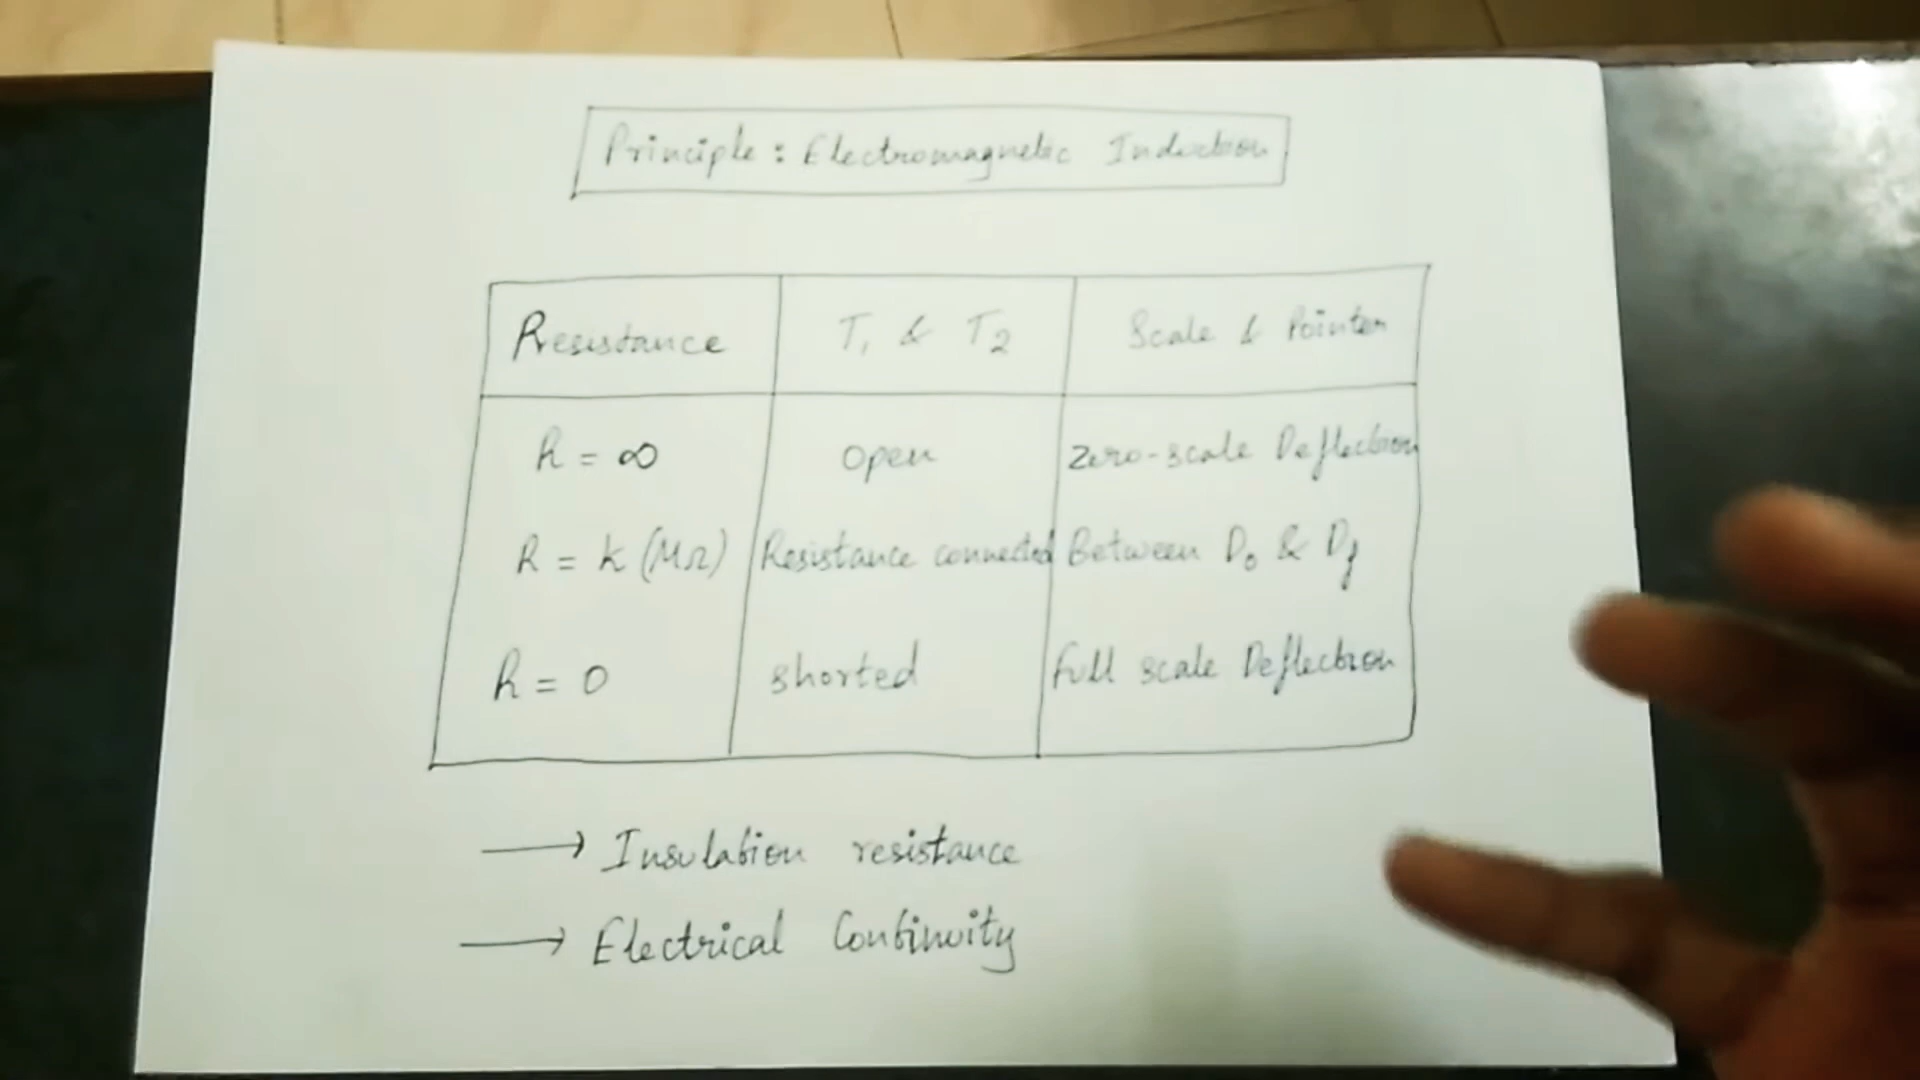 Principle : Electromagnetic Induction
Resistance T1 & T2 Scale & Pointer
R = ∞ open zero-scale Deflection
R = k (MΩ) Resistance connected Between D0 & Df
R = 0 shorted full scale Deflection
→ Insulation resistance
→ Electrical Continuity